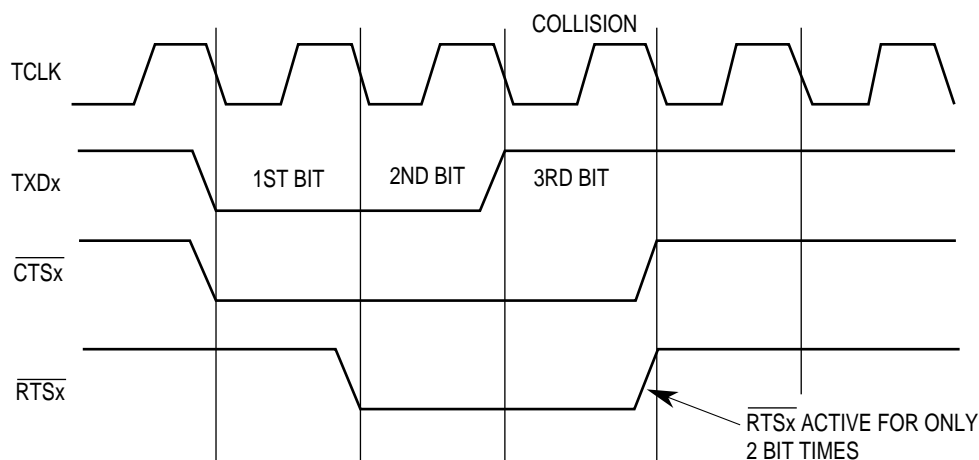 COLLISION
TCLK
TXDx
1ST BIT
2ND BIT
3RD BIT
CTSx
RTSx
RTSx ACTIVE FOR ONLY
2 BIT TIMES